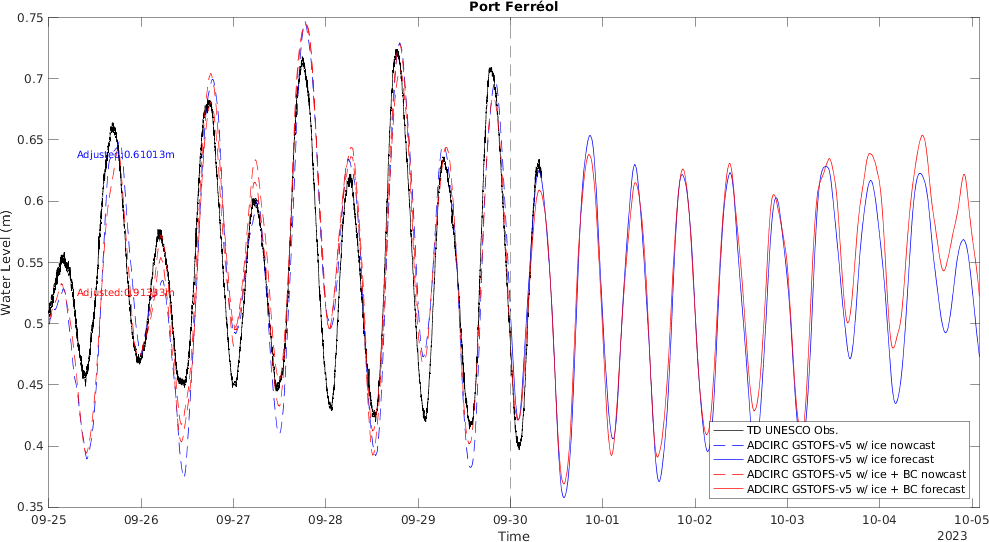 Port Ferréol
Water Level (m)
0.75
0.7
0.65
0.6
0.55
0.5
0.45
0.4
0.35
Adjusted:0.61013m
TD UNESCO Obs.
ADCIRC GSTOFS-v5 w/ ice nowcast
ADCIRC GSTOFS-v5 w/ ice forecast
ADCIRC GSTOFS-v5 w/ ice + BC nowcast
ADCIRC GSTOFS-v5 w/ ice + BC forecast
09-25 09-26 09-27 09-28 09-29 09-30 10-01 10-02 10-03 10-04 10-05
Time
2023